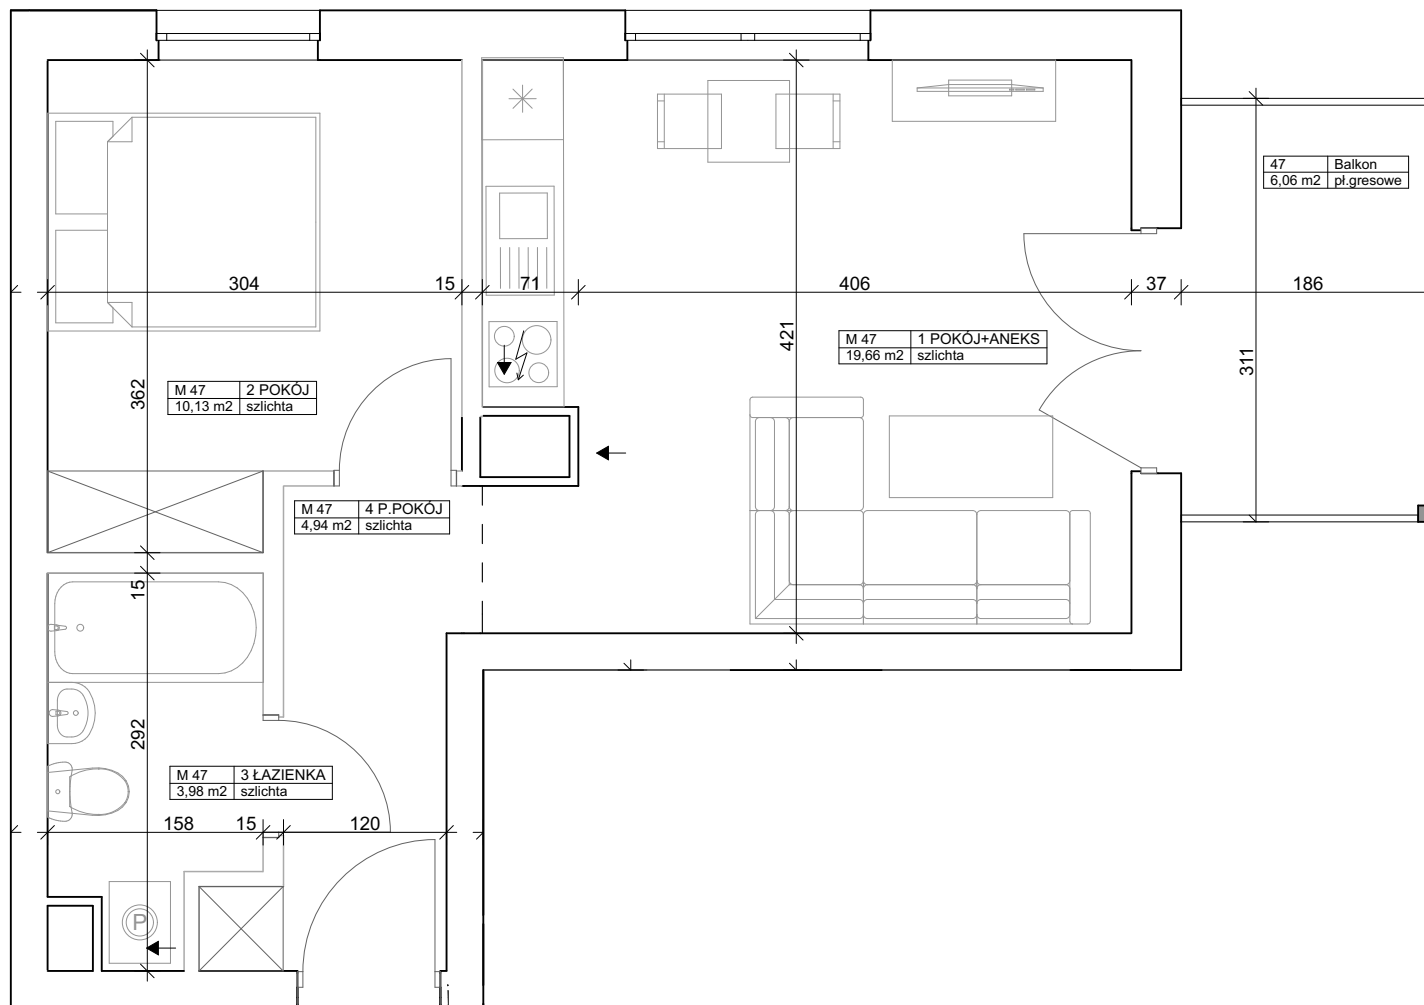 47 Balkon
6,06 m2 pł.gresowe
304
15
71
406
37
186
M 47 1 POKÓJ+ANEKS
19,66 m2 szlichta
421
311
362
M 47 2 POKÓJ
10,13 m2 szlichta
M 47 4 P.POKÓJ
4,94 m2 szlichta
15
292
M 47 3 ŁAZIENKA
3,98 m2 szlichta
158
15
120
P